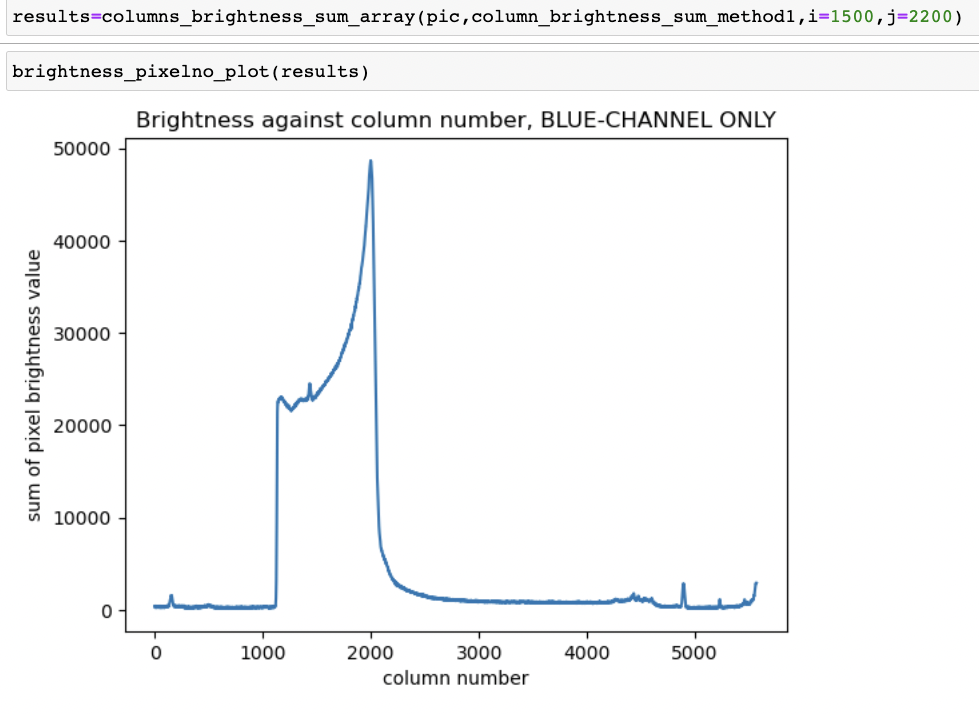 results=columns_brightness_sum_array(pic,column_brightness_sum_method1,i=1500,j=2200)
brightness_pixelno_plot(results)
Brightness against column number, BLUE-CHANNEL ONLY
50000
40000
30000
20000
10000
0
sum of pixel brightness value
0 1000 2000 3000 4000 5000
column number